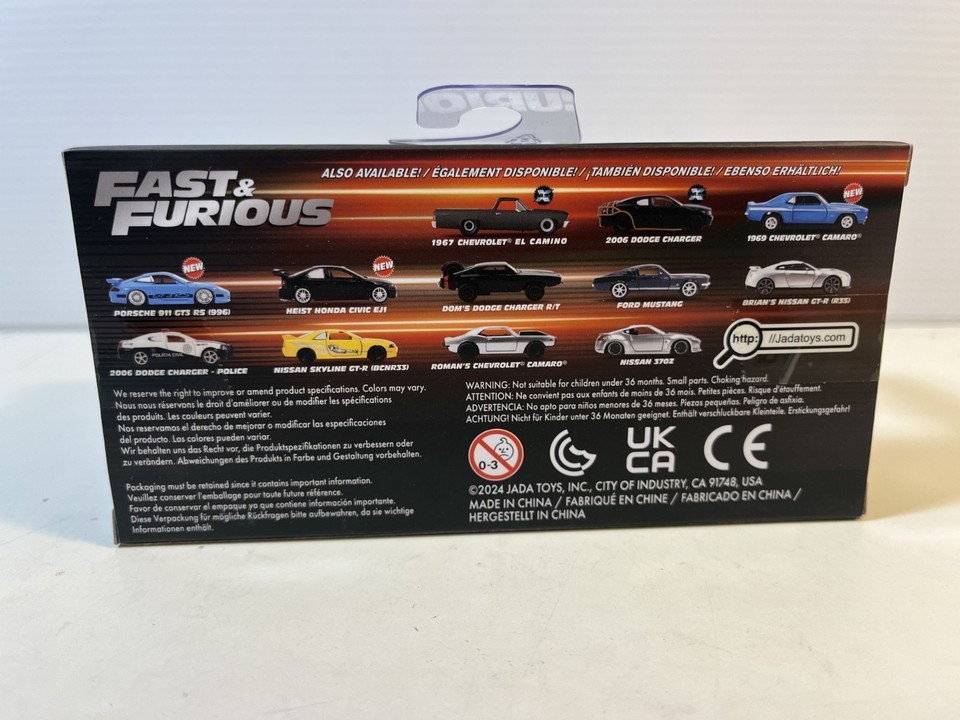 FAST &
FURIOUS
ALSO AVAILABLE! / ÉGALEMENT DISPONIBLE! / ¡TAMBIÉN DISPONIBLE! / EBENSO ERHÄLTLICH!
1967 CHEVROLET® EL CAMINO
2006 DODGE CHARGER
NEW
1969 CHEVROLET® CAMARO®
NEW
PORSCHE 911 GT3 RS (996)
NEW
HEIST HONDA CIVIC EJ1
DOM'S DODGE CHARGER R/T
FORD MUSTANG
BRIAN'S NISSAN GT-R (R35)
POLICIA CIVIL
2006 DODGE CHARGER - POLICE
NISSAN SKYLINE GT-R (BCNR33)
ROMAN'S CHEVROLET® CAMARO®
NISSAN 370Z
http: //Jadatoys.com
We reserve the right to improve or amend product specifications. Colors may vary.
Nous nous réservons le droit d'améliorer ou de modifier les spécifications
des produits. Les couleurs peuvent varier.
Nos reservamos el derecho de mejorar o modificar las especificaciones
del producto. Los colores pueden variar.
Wir behalten uns das Recht vor, die Produktspezifikationen zu verbessern oder
zu verändern. Abweichungen des Produkts in Farbe und Gestaltung vorbehalten.
Packaging must be retained since it contains important information.
Veuillez conserver l'emballage pour toute future référence.
Favor de conservar el empaque ya que contiene información importante.
Diese Verpackung für mögliche Rückfragen bitte aufbewahren, da sie wichtige
Informationen enthält.
WARNING: Not suitable for children under 36 months. Small parts. Choking hazard.
ATTENTION: Ne convient pas aux enfants de moins de 36 mois. Petites pièces. Risque d'étouffement.
ADVERTENCIA: No apto para niños menores de 36 meses. Piezas pequeñas. Peligro de asfixia.
ACHTUNG! Nicht für Kinder unter 36 Monaten geeignet. Enthält verschluckbare Kleinteile. Erstickungsgefahr!
0-3
UK
CA
CE
©2024 JADA TOYS, INC., CITY OF INDUSTRY, CA 91748, USA
MADE IN CHINA / FABRIQUÉ EN CHINE / FABRICADO EN CHINA /
HERGESTELLT IN CHINA